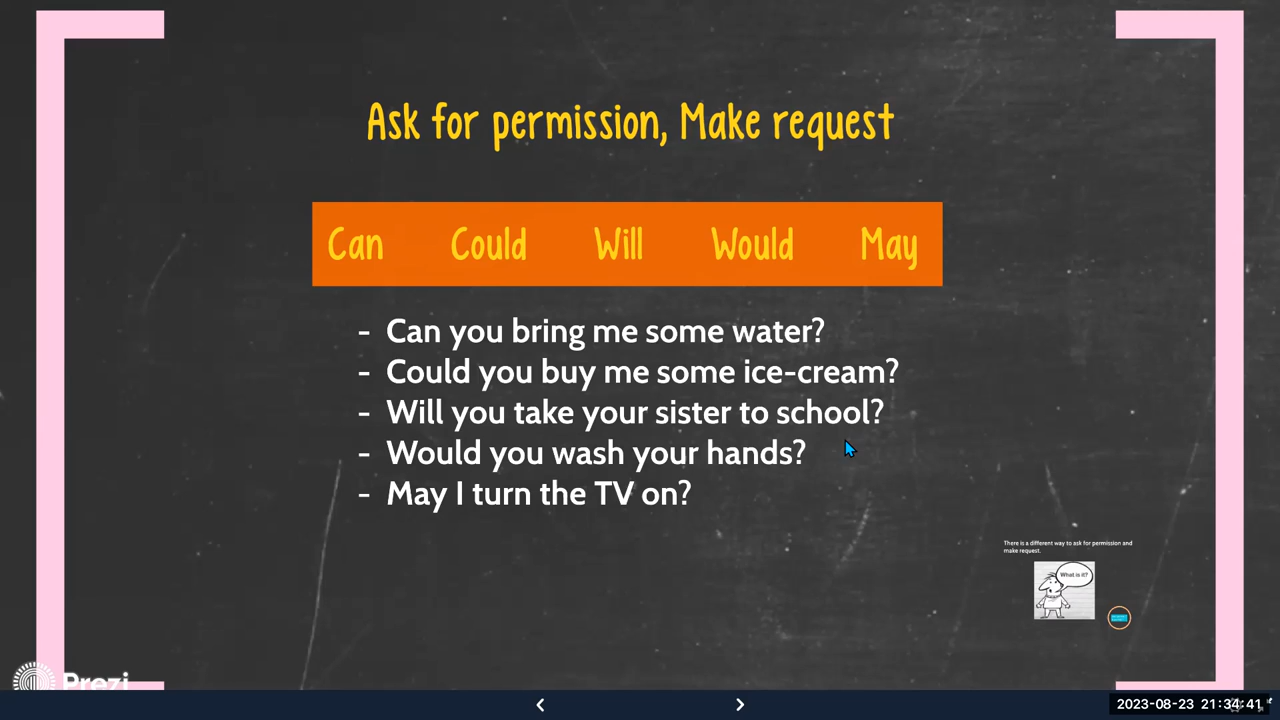 Ask for permission, Make request
Can Could Will Would May
- Can you bring me some water?
- Could you buy me some ice-cream?
- Will you take your sister to school?
- Would you wash your hands?
- May I turn the TV on?
There is a different way to ask for permission and
make request.
What is it?
Prezi
2023-08-23 21:34:41